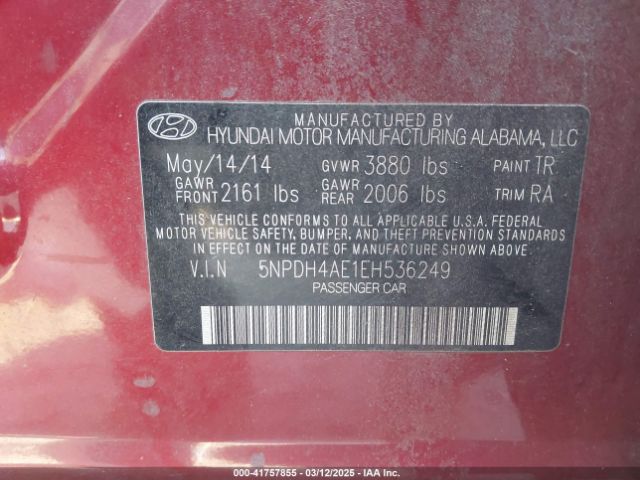 MANUFACTURED BY
HYUNDAI MOTOR MANUFACTURING ALABAMA, LLC
May/14/14 GVWR 3880 lbs PAINT TR
GAWR FRONT 2161 lbs GAWR REAR 2006 lbs TRIM RA
THIS VEHICLE CONFORMS TO ALL APPLICABLE U.S.A. FEDERAL
MOTOR VEHICLE SAFETY, BUMPER, AND THEFT PREVENTION
STANDARDS IN EFFECT ON THE DATE OF MANUFACTURE SHOWN ABOVE.
V.I.N 5NPDH4AE1EH536249
PASSENGER CAR
000-41757855 - 03/12/2025 - IAA Inc.